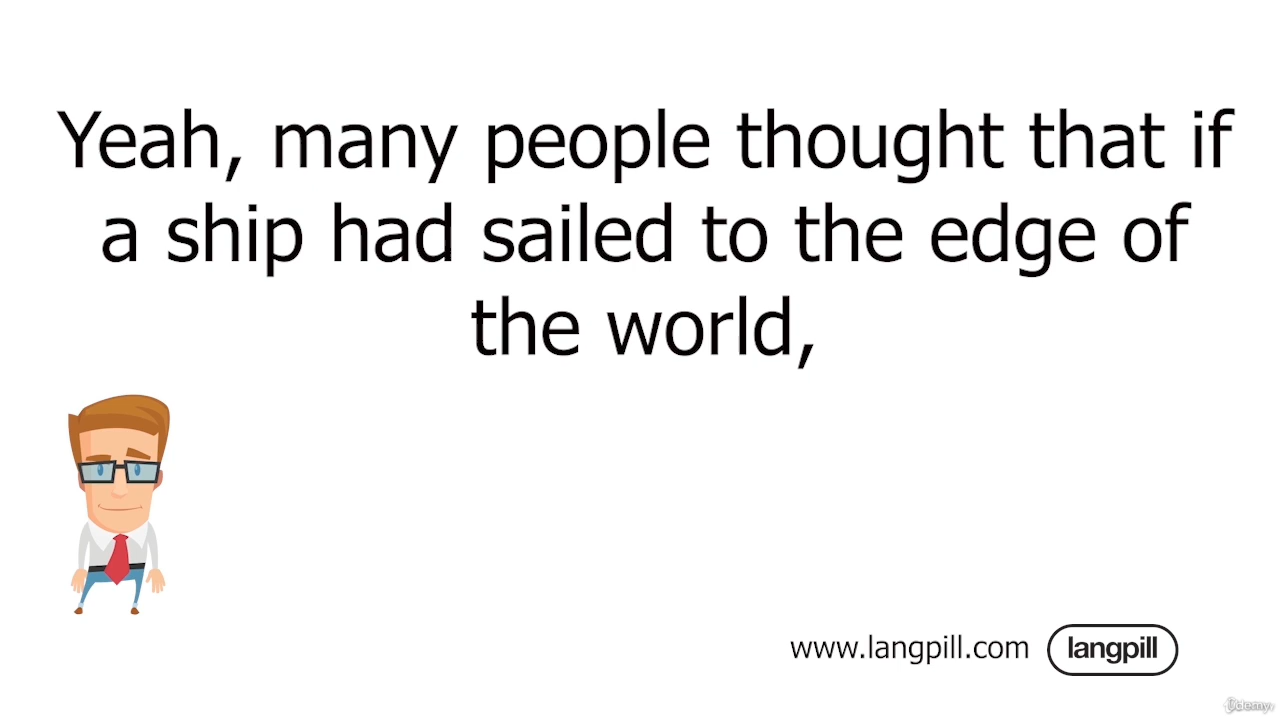 Yeah, many people thought that if
a ship had sailed to the edge of
the world,
www.langpill.com
langpill
Udemy